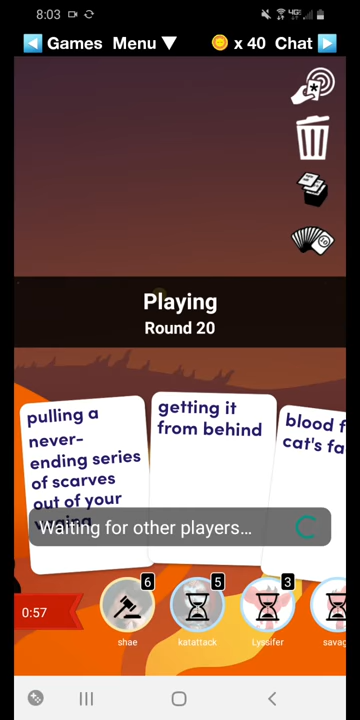 8:03
Games Menu ▼ x 40 Chat
Playing
Round 20
pulling a
never-
ending series
of scarves
out of your
getting it
from behind
blood f
cat's fa
Waiting for other players...
0:57
6
5
3
shae
katattack
Lyssifer
savag